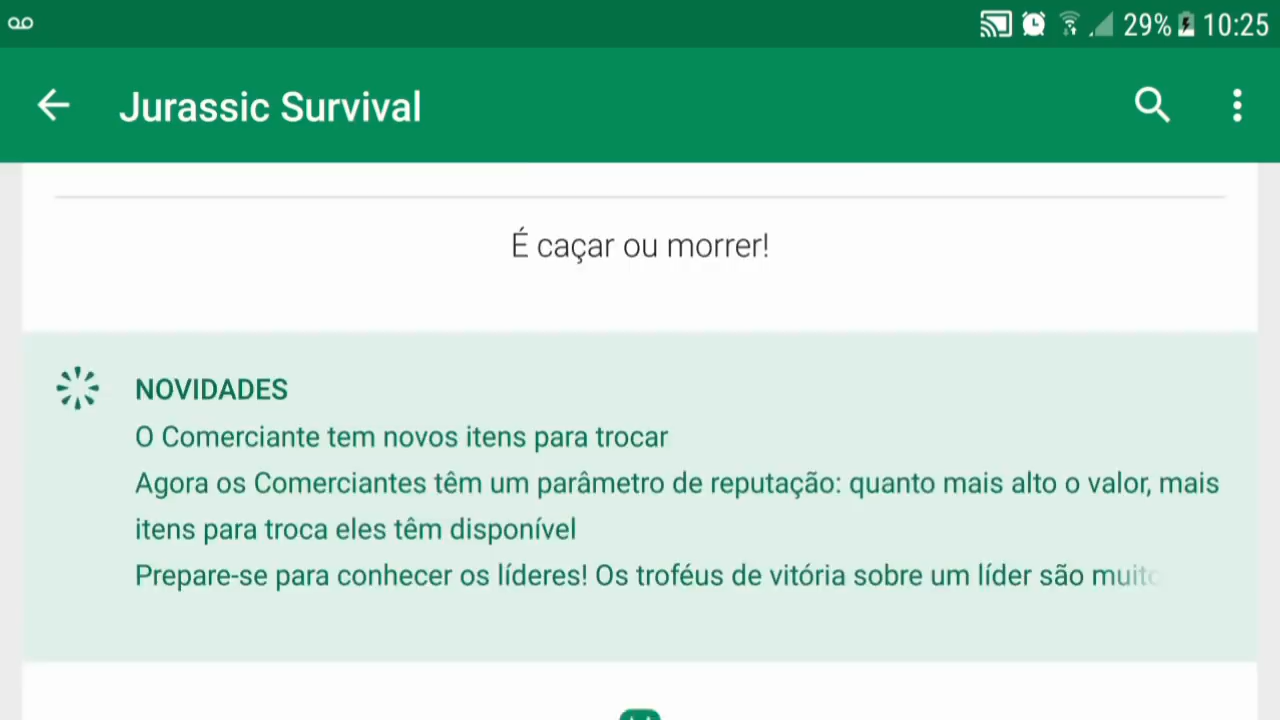 29% 10:25
Jurassic Survival
É caçar ou morrer!
NOVIDADES
O Comerciante tem novos itens para trocar
Agora os Comerciantes têm um parâmetro de reputação: quanto mais alto o valor, mais
itens para troca eles têm disponível
Prepare-se para conhecer os líderes! Os troféus de vitória sobre um líder são muito